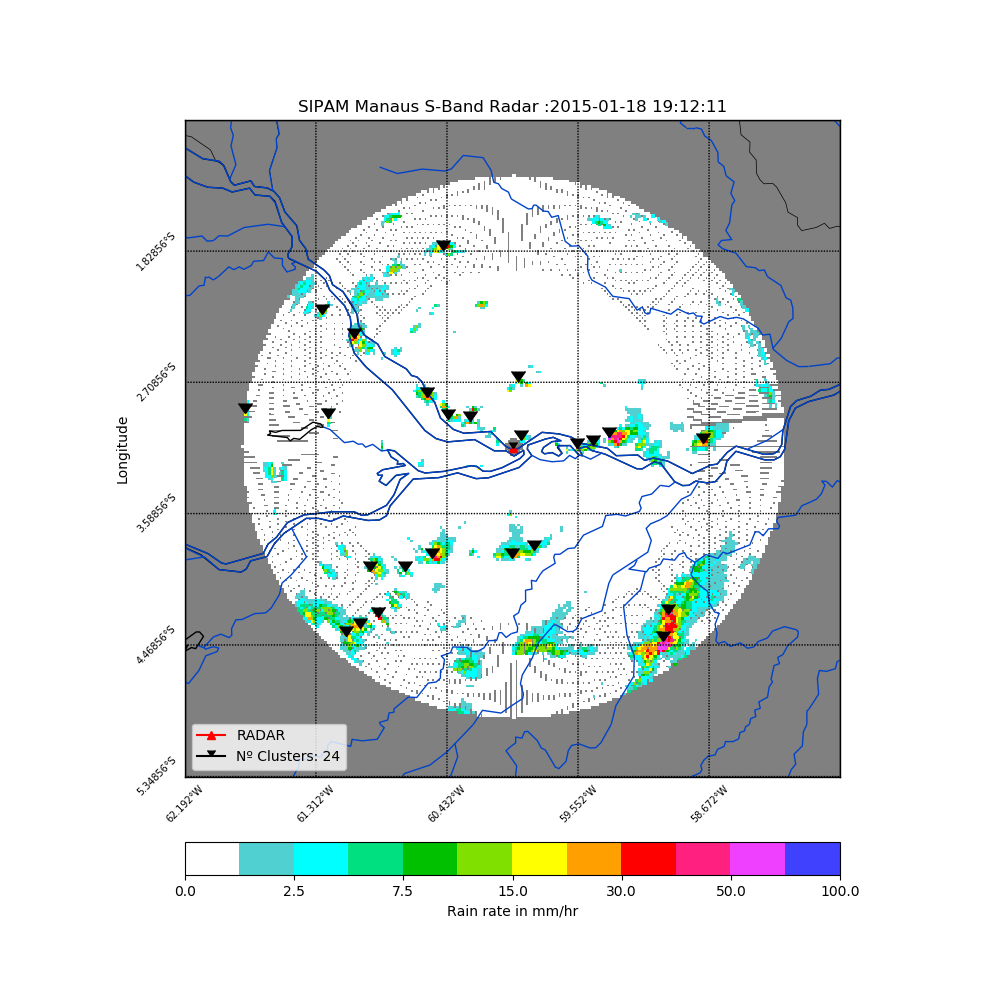 SIPAM Manaus S-Band Radar :2015-01-18 19:12:11
Longitude
1.82856°S
2.70856°S
3.58856°S
4.46856°S
5.34856°S
62.192°W
61.312°W
60.432°W
59.552°W
58.672°W
RADAR
Nº Clusters: 24
0.0 2.5 7.5 15.0 30.0 50.0 100.0
Rain rate in mm/hr